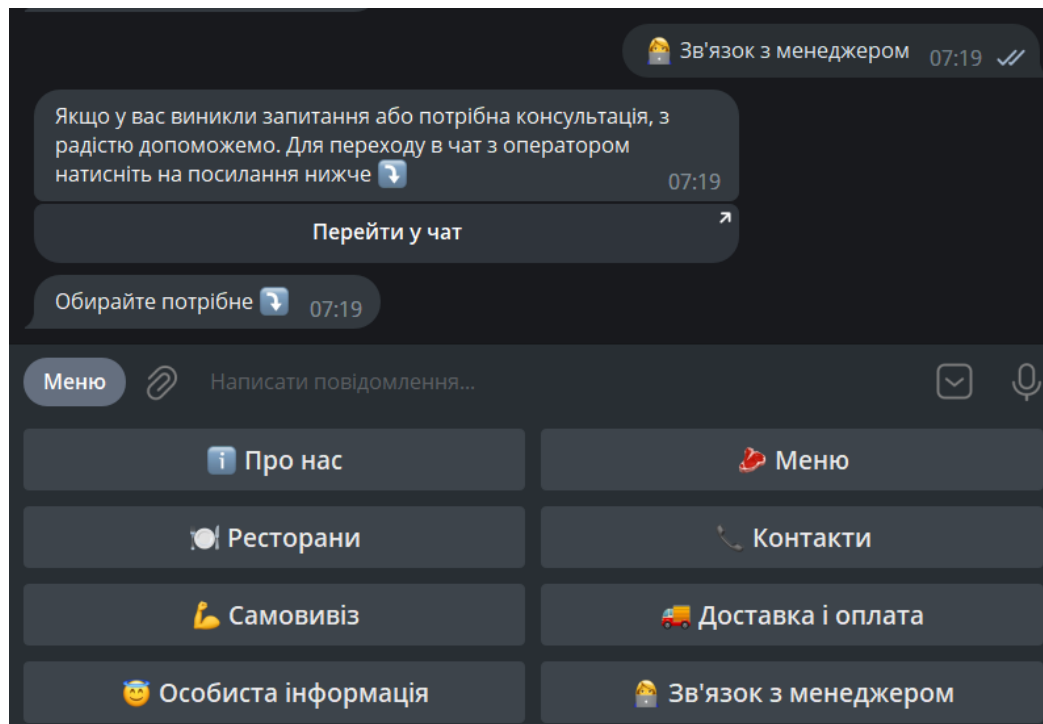 👩‍💻 Зв'язок з менеджером 07:19
Якщо у вас виникли запитання або потрібна консультація, з
радістю допоможемо. Для переходу в чат з оператором
натисніть на посилання нижче ⤵️ 07:19
Перейти у чат
Обирайте потрібне ⤵️ 07:19
Меню Написати повідомлення...
ℹ️ Про нас
🥩 Меню
🍽️ Ресторани
📞 Контакти
💪 Самовивіз
🚚 Доставка і оплата
😇 Особиста інформація
👩‍💻 Зв'язок з менеджером